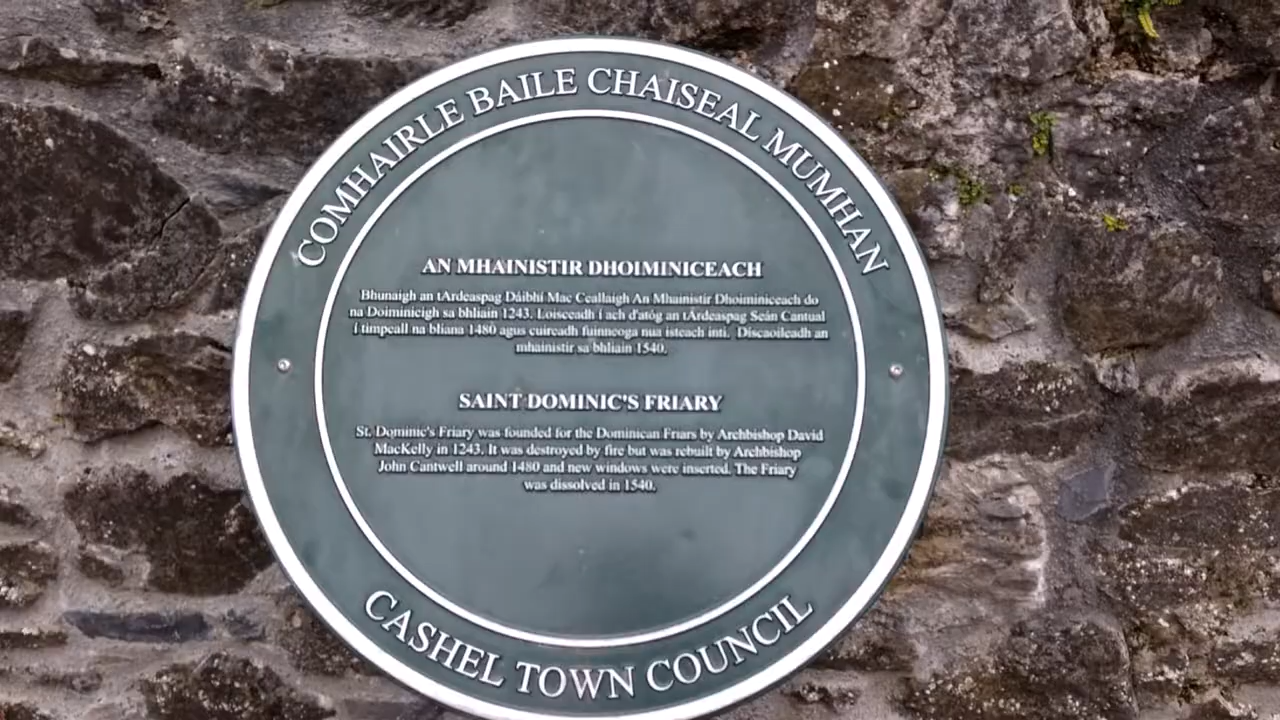 COMHAIRLE BAILE CHAISEAL MUMHAN
AN MHAINISTIR DHOIMINICEACH
Bhunaigh an tArdeaspag Dáibhí Mac Ceallaigh An Mhainistir Dhoiminiceach do
na Doiminicigh sa bhliain 1243. Loisceadh í ach d'atóg an tArdeaspag Seán Cantual
í timpeall na bliana 1480 agus cuireadh fuinneoga nua isteach inti. Discaoileadh an
mhainistir sa bhliain 1540.
SAINT DOMINIC'S FRIARY
St. Dominic's Friary was founded for the Dominican Friars by Archbishop David
MacKelly in 1243. It was destroyed by fire but was rebuilt by Archbishop
John Cantwell around 1480 and new windows were inserted. The Friary
was dissolved in 1540.
CASHEL TOWN COUNCIL